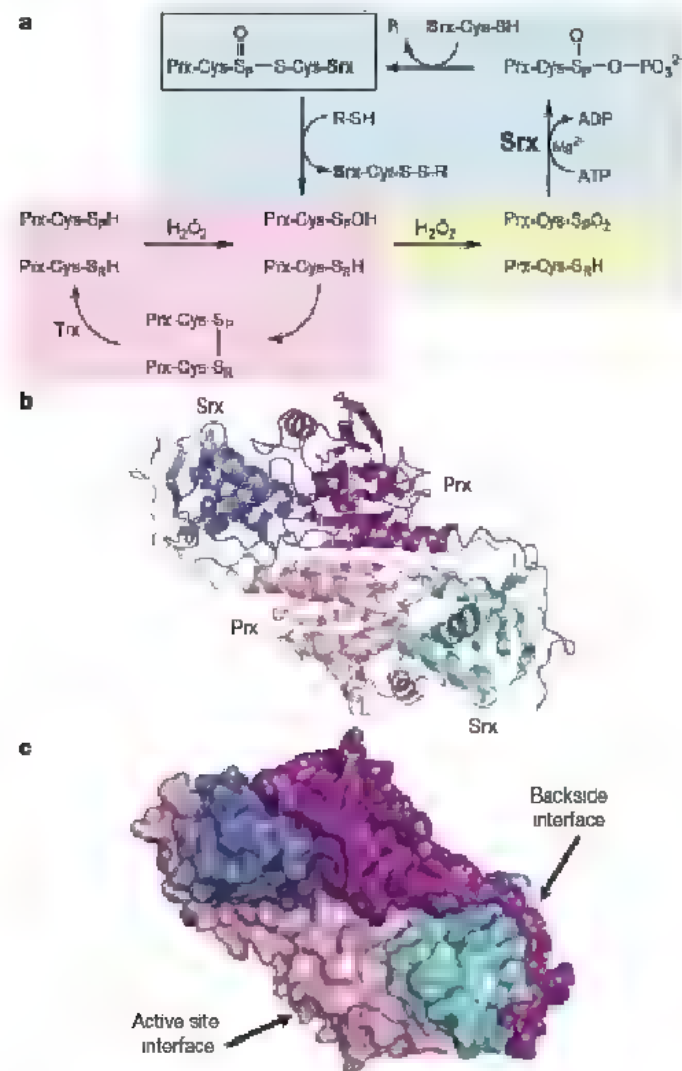 a
O
Prx-Cys-Sₚ—S-Cys-Srx
Pᵢ
Srx-Cys-SH
O
Prx-Cys-Sₚ—O—PO₃²⁻
R-SH
Srx-Cys-S-S-R
Srx
Mg²⁺
ADP
ATP
Prx-Cys-SₚH
Prx-Cys-SᵣH
H₂O₂
Prx-Cys-SₚOH
Prx-Cys-SᵣH
H₂O₂
Prx-Cys-SₚO₂⁻
Prx-Cys-SᵣH
Trx
Prx-Cys-Sₚ
Prx-Cys-Sᵣ
b
Srx
Prx
Prx
Srx
c
Backside
interface
Active site
interface